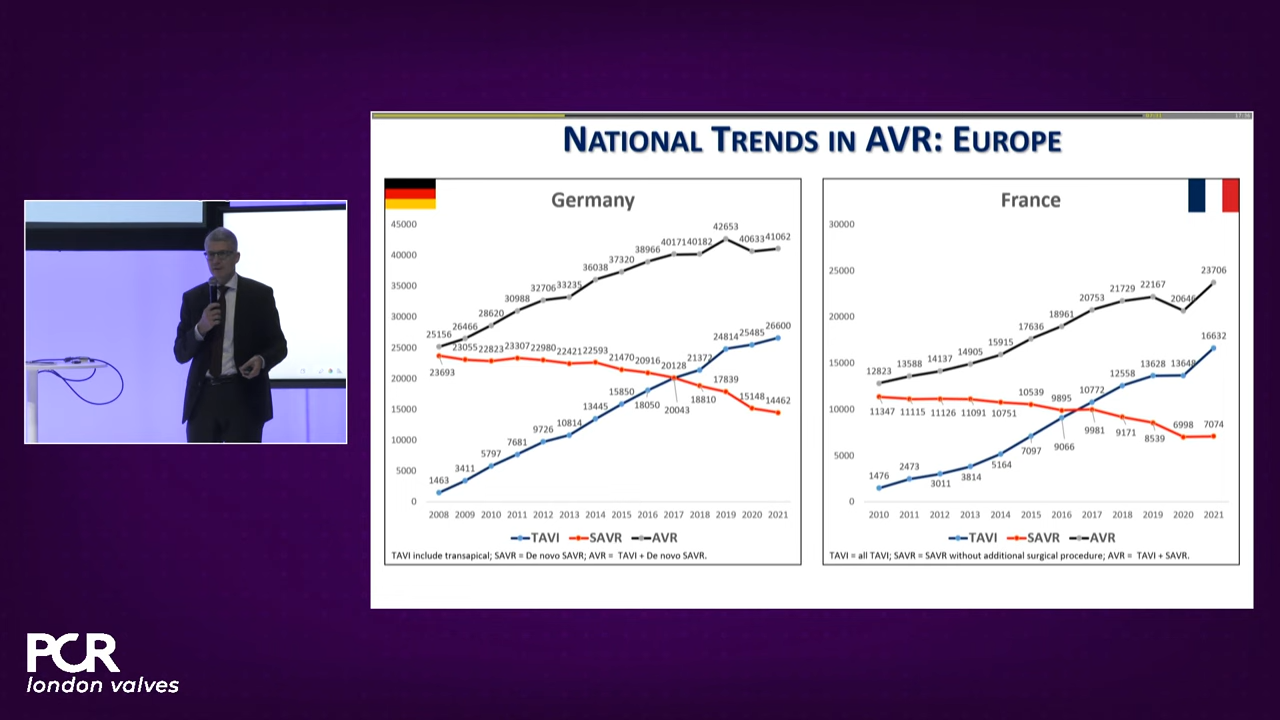 NATIONAL TRENDS IN AVR: EUROPE
Germany
45000
40000
35000
30000
25000
20000
15000
10000
5000
0
25156 26466 28620 30988 32706 33235 36038 37320 38966 40171 40182 42653 40633 41062
23693 23055 22823 23307 22980 22421 22593 21470 20916 20043 18810 17839 15148 14462
1463 3411 5797 7681 9726 10814 13445 15850 18050 20128 21372 24814 25485 26600
2008 2009 2010 2011 2012 2013 2014 2015 2016 2017 2018 2019 2020 2021
TAVI SAVR AVR
TAVI include transapical; SAVR = De novo SAVR; AVR = TAVI + De novo SAVR.
France
30000
25000
20000
15000
10000
5000
0
12823 13588 14137 14905 15915 17636 18961 20753 21729 22167 20646 23706
11347 11115 11126 11091 10751 10539 9895 9981 9171 8539 6998 7074
1476 2473 3011 3814 5164 7097 9066 10772 12558 13628 13648 16632
2010 2011 2012 2013 2014 2015 2016 2017 2018 2019 2020 2021
TAVI SAVR AVR
TAVI = all TAVI; SAVR = SAVR without additional surgical procedure; AVR = TAVI + SAVR.
PCR
london valves